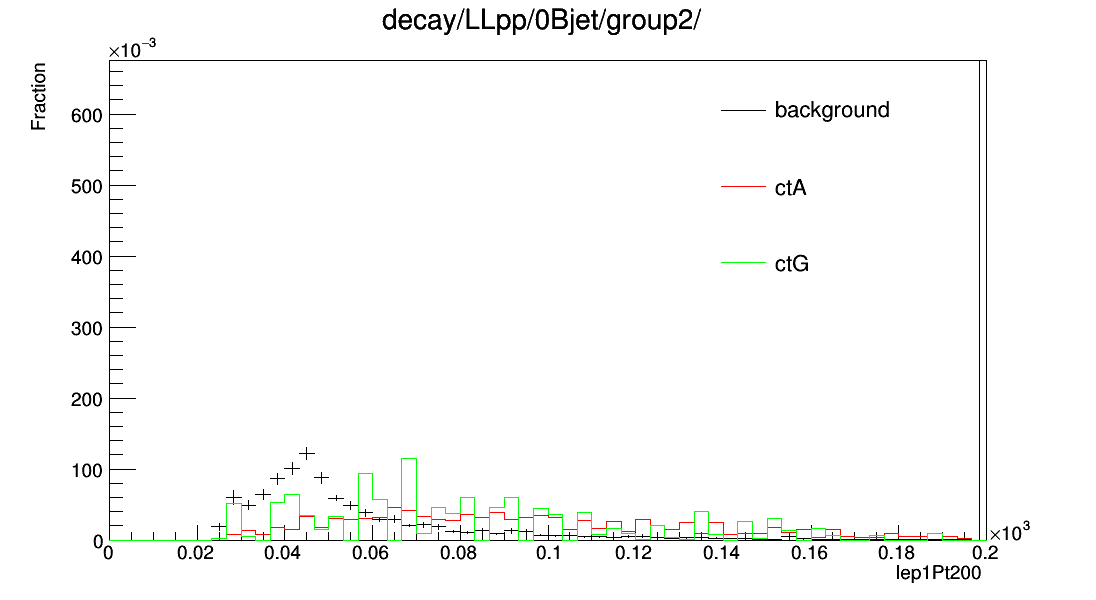 decay/LLpp/0Bjet/group2/
×10⁻³
Fraction
600
500
400
300
200
100
0
background
ctA
ctG
0 0.02 0.04 0.06 0.08 0.1 0.12 0.14 0.16 0.18 0.2
×10³
lep1Pt200